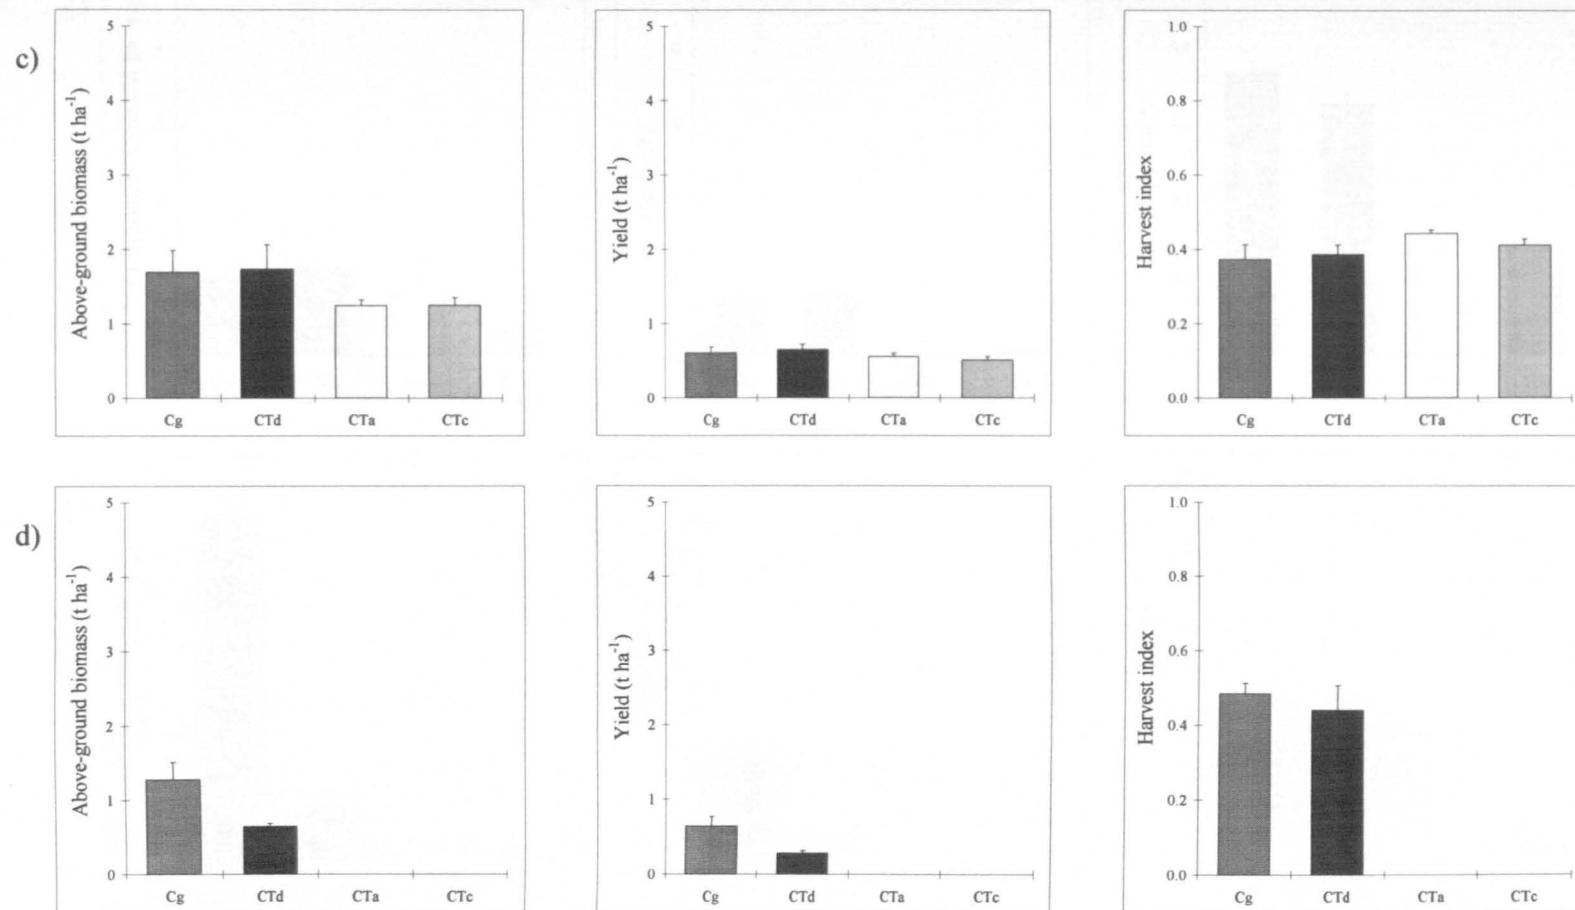 c)
Above-ground biomass (t ha⁻¹)
5
4
3
2
1
0
Cg CTd CTa CTc
Yield (t ha⁻¹)
5
4
3
2
1
0
Cg CTd CTa CTc
Harvest index
1.0
0.8
0.6
0.4
0.2
0.0
Cg CTd CTa CTc
d)
Above-ground biomass (t ha⁻¹)
5
4
3
2
1
0
Cg CTd CTa CTc
Yield (t ha⁻¹)
5
4
3
2
1
0
Cg CTd CTa CTc
Harvest index
1.0
0.8
0.6
0.4
0.2
0.0
Cg CTd CTa CTc